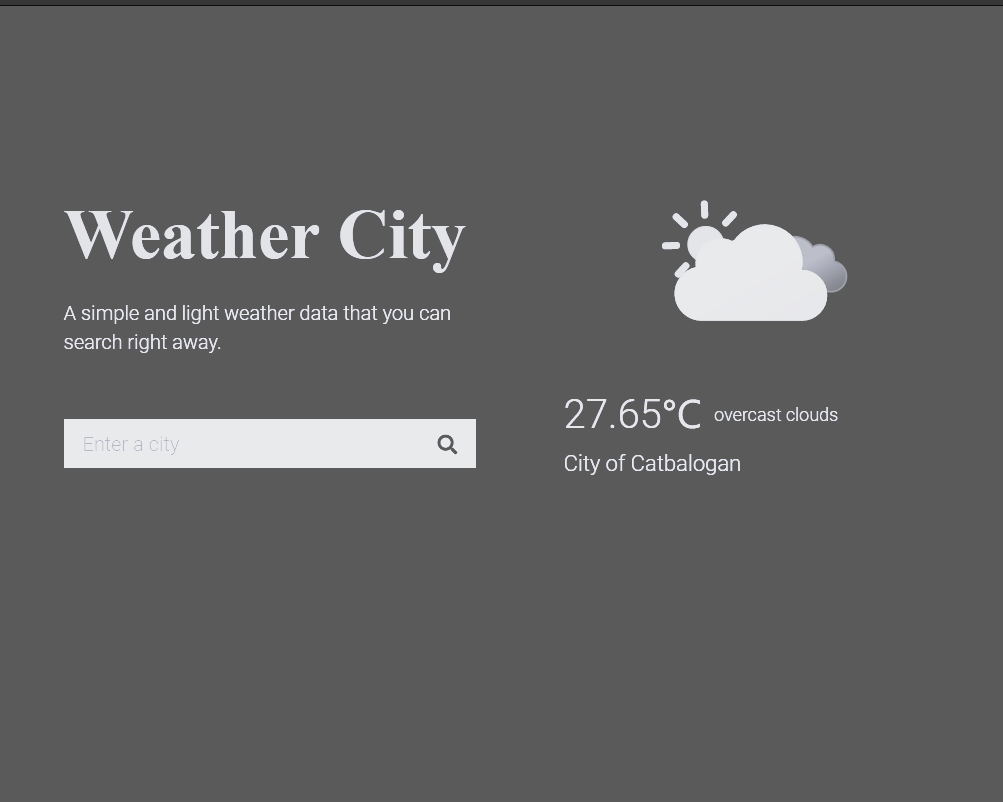 Weather City
A simple and light weather data that you can
search right away.
Enter a city
27.65°C overcast clouds
City of Catbalogan